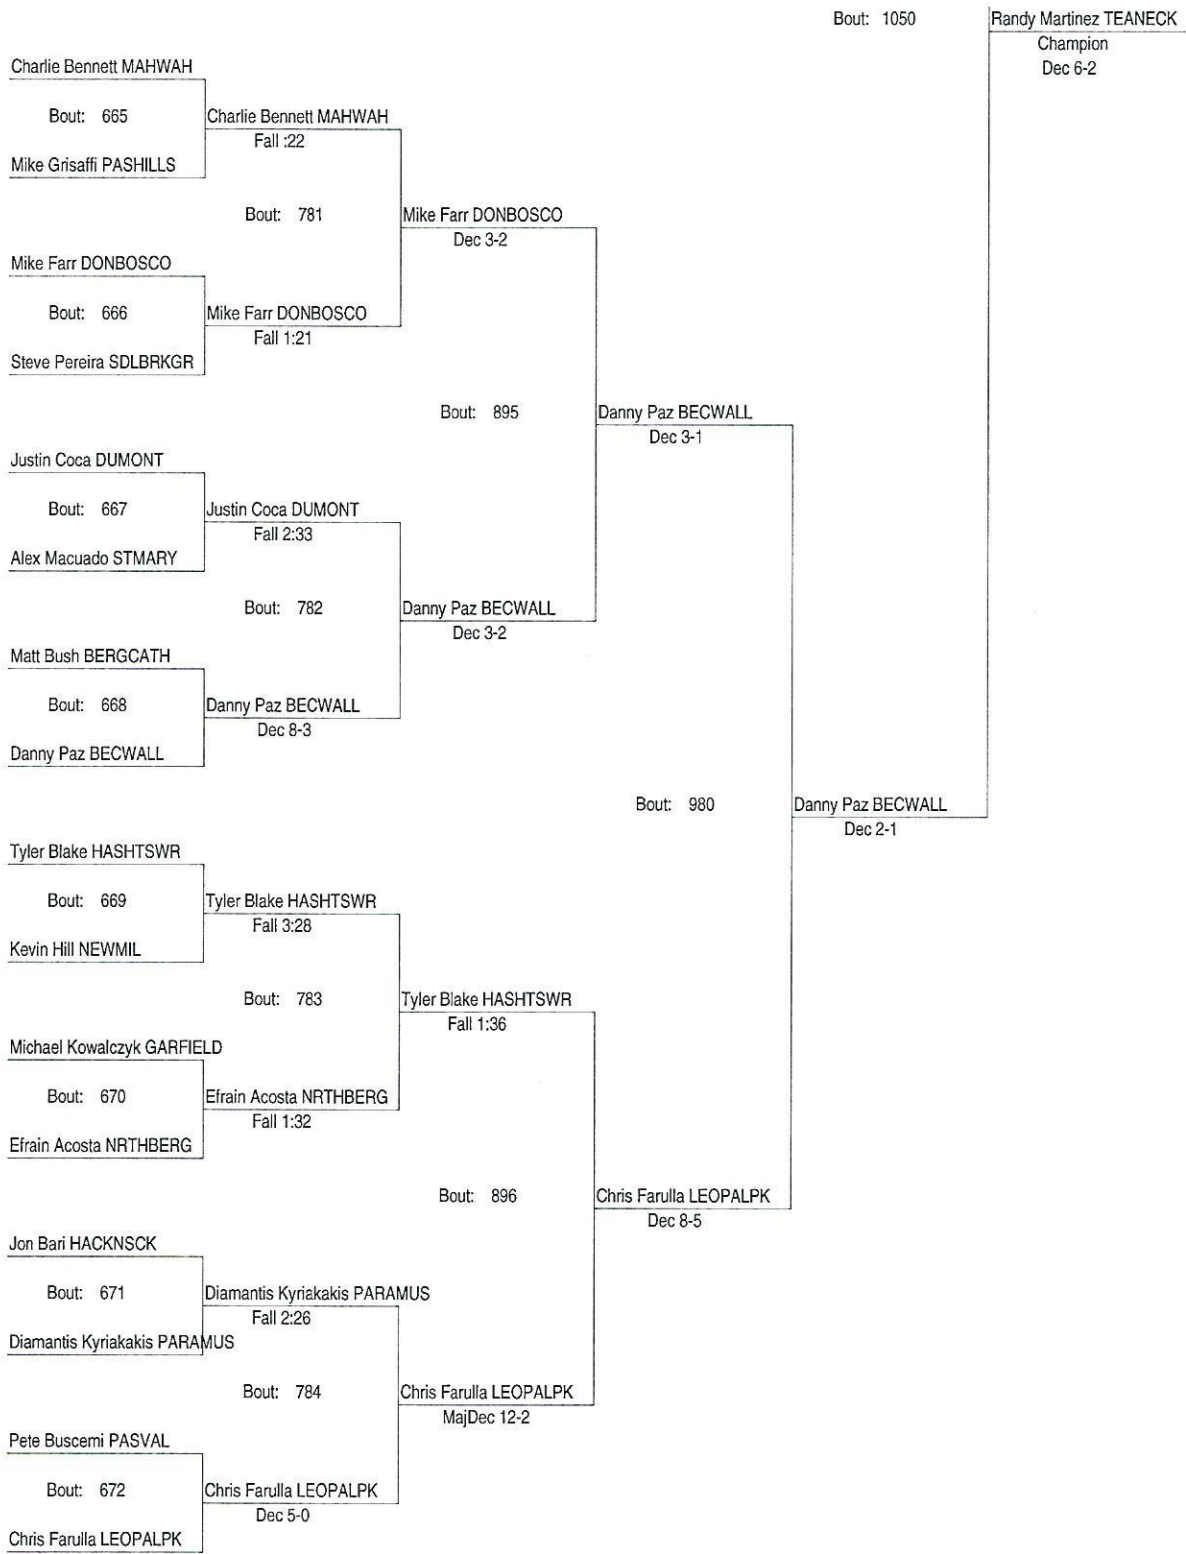 Bout: 1050 Randy Martinez TEANECK
Champion
Dec 6-2
Charlie Bennett MAHWAH
Bout: 665 Charlie Bennett MAHWAH
Fall :22
Mike Grisaffi PASHILLS
Bout: 781 Mike Farr DONBOSCO
Dec 3-2
Mike Farr DONBOSCO
Bout: 666 Mike Farr DONBOSCO
Fall 1:21
Steve Pereira SDLBRKGR
Bout: 895 Danny Paz BECWALL
Dec 3-1
Justin Coca DUMONT
Bout: 667 Justin Coca DUMONT
Fall 2:33
Alex Macuado STMARY
Bout: 782 Danny Paz BECWALL
Dec 3-2
Matt Bush BERGCATH
Bout: 668 Danny Paz BECWALL
Dec 8-3
Danny Paz BECWALL
Bout: 980 Danny Paz BECWALL
Dec 2-1
Tyler Blake HASHTSWR
Bout: 669 Tyler Blake HASHTSWR
Fall 3:28
Kevin Hill NEWMIL
Bout: 783 Tyler Blake HASHTSWR
Fall 1:36
Michael Kowalczyk GARFIELD
Bout: 670 Efrain Acosta NRTHBERG
Fall 1:32
Efrain Acosta NRTHBERG
Bout: 896 Chris Farulla LEOPALPK
Dec 8-5
Jon Bari HACKNSCK
Bout: 671 Diamantis Kyriakakis PARAMUS
Fall 2:26
Diamantis Kyriakakis PARAMUS
Bout: 784 Chris Farulla LEOPALPK
MajDec 12-2
Pete Buscemi PASVAL
Bout: 672 Chris Farulla LEOPALPK
Dec 5-0
Chris Farulla LEOPALPK